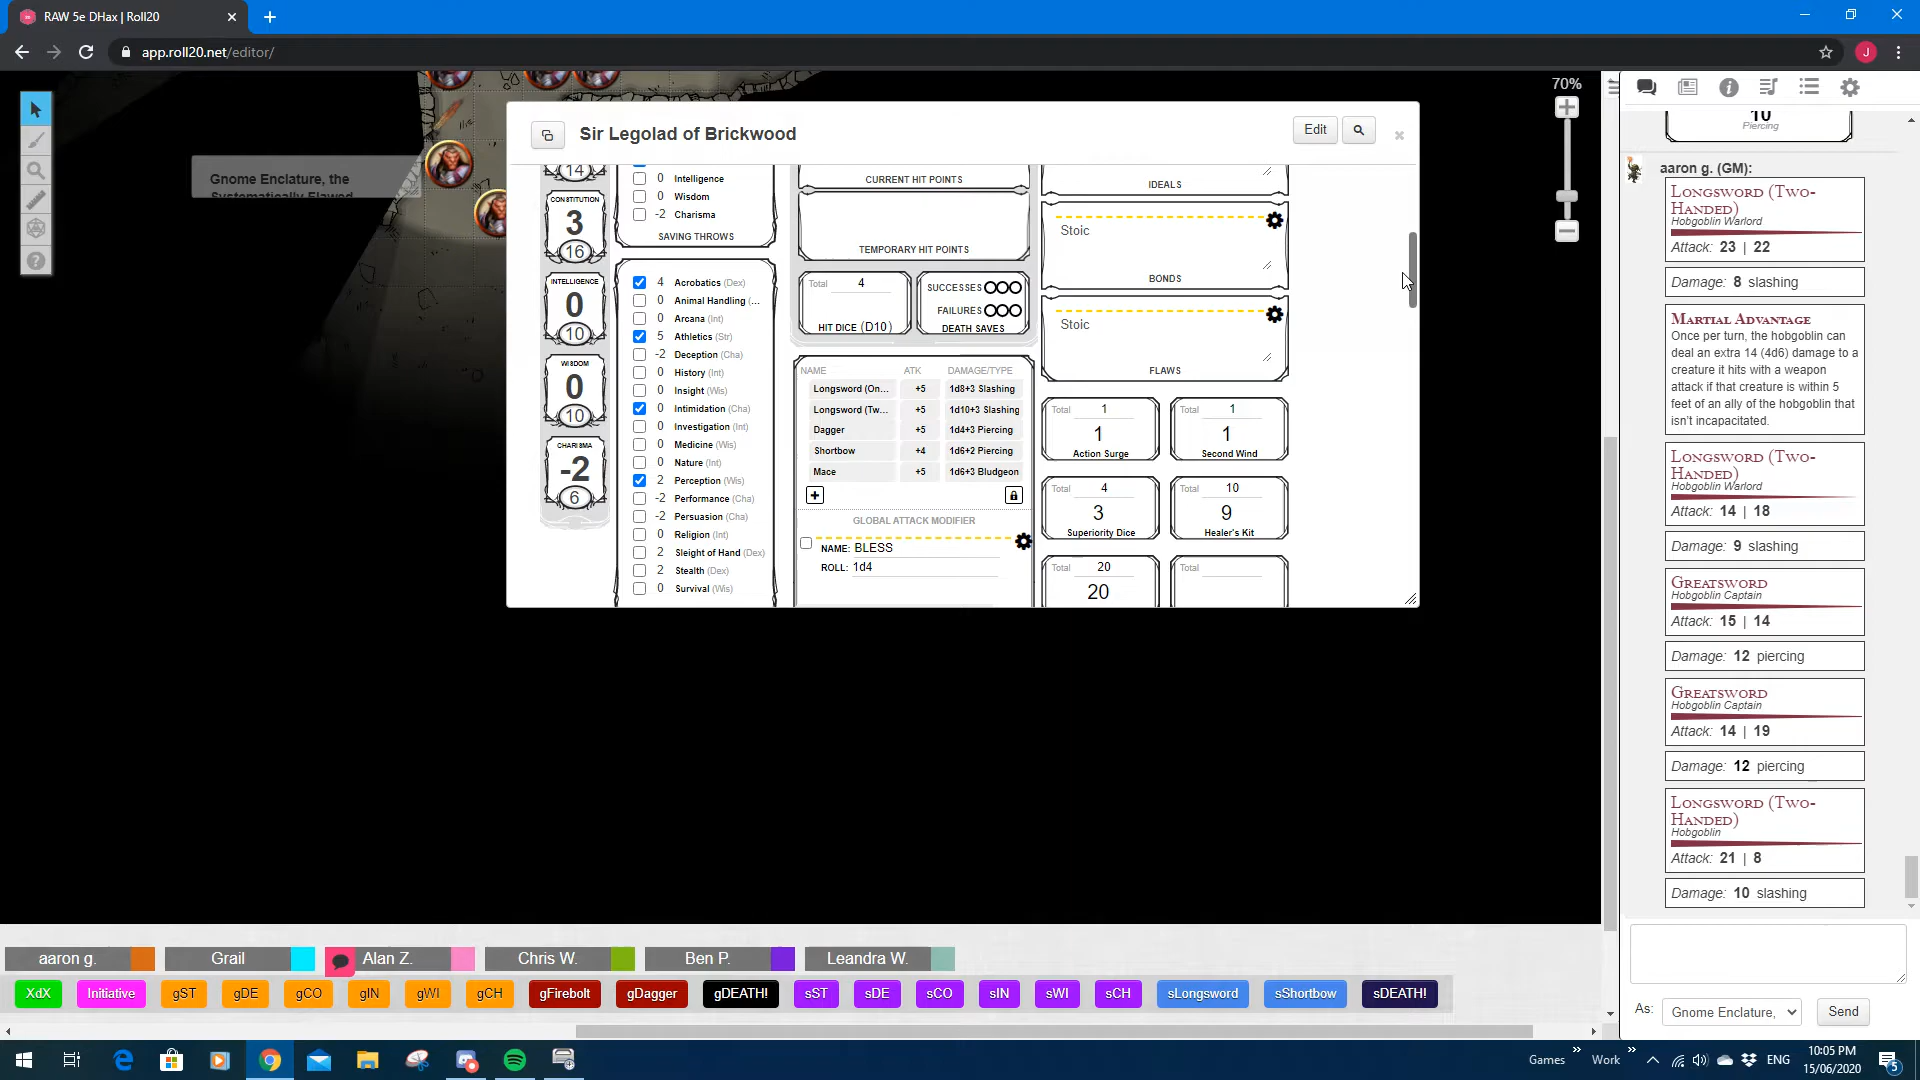 RAW 5e DHax | Roll20
app.roll20.net/editor/
J
70%
Gnome Enclature, the
Systematically Flawed
Sir Legolad of Brickwood
Edit
14
CONSTITUTION
3
16
INTELLIGENCE
0
10
WISDOM
0
10
CHARISMA
-2
6
0 Intelligence
0 Wisdom
-2 Charisma
SAVING THROWS
4 Acrobatics (Dex)
0 Animal Handling (...
0 Arcana (Int)
5 Athletics (Str)
-2 Deception (Cha)
0 History (Int)
0 Insight (Wis)
0 Intimidation (Cha)
0 Investigation (Int)
0 Medicine (Wis)
0 Nature (Int)
2 Perception (Wis)
-2 Performance (Cha)
-2 Persuasion (Cha)
0 Religion (Int)
2 Sleight of Hand (Dex)
2 Stealth (Dex)
0 Survival (Wis)
CURRENT HIT POINTS
TEMPORARY HIT POINTS
Total 4
HIT DICE (D10)
SUCCESSES
FAILURES
DEATH SAVES
NAME ATK DAMAGE/TYPE
Longsword (On... +5 1d8+3 Slashing
Longsword (Tw... +5 1d10+3 Slashing
Dagger +5 1d4+3 Piercing
Shortbow +4 1d6+2 Piercing
Mace +5 1d6+3 Bludgeon
GLOBAL ATTACK MODIFIER
NAME: BLESS
ROLL: 1d4
IDEALS
Stoic
BONDS
Stoic
FLAWS
Total 1
1
Action Surge
Total 1
1
Second Wind
Total 4
3
Superiority Dice
Total 10
9
Healer's Kit
Total 20
20
Total
10
Piercing
aaron g. (GM):
LONGSWORD (TWO-
HANDED)
Hobgoblin Warlord
Attack: 23 | 22
Damage: 8 slashing
MARTIAL ADVANTAGE
Once per turn, the hobgoblin can
deal an extra 14 (4d6) damage to a
creature it hits with a weapon
attack if that creature is within 5
feet of an ally of the hobgoblin that
isn't incapacitated.
LONGSWORD (TWO-
HANDED)
Hobgoblin Warlord
Attack: 14 | 18
Damage: 9 slashing
GREATSWORD
Hobgoblin Captain
Attack: 15 | 14
Damage: 12 piercing
GREATSWORD
Hobgoblin Captain
Attack: 14 | 19
Damage: 12 piercing
LONGSWORD (TWO-
HANDED)
Hobgoblin
Attack: 21 | 8
Damage: 10 slashing
As: Gnome Enclature, Send
aaron g. Grail Alan Z. Chris W. Ben P. Leandra W.
XdX Initiative gST gDE gCO gIN gWI gCH gFirebolt gDagger gDEATH! sST sDE sCO sIN sWI sCH sLongsword sShortbow sDEATH!
Games Work ENG
10:05 PM
15/06/2020
5